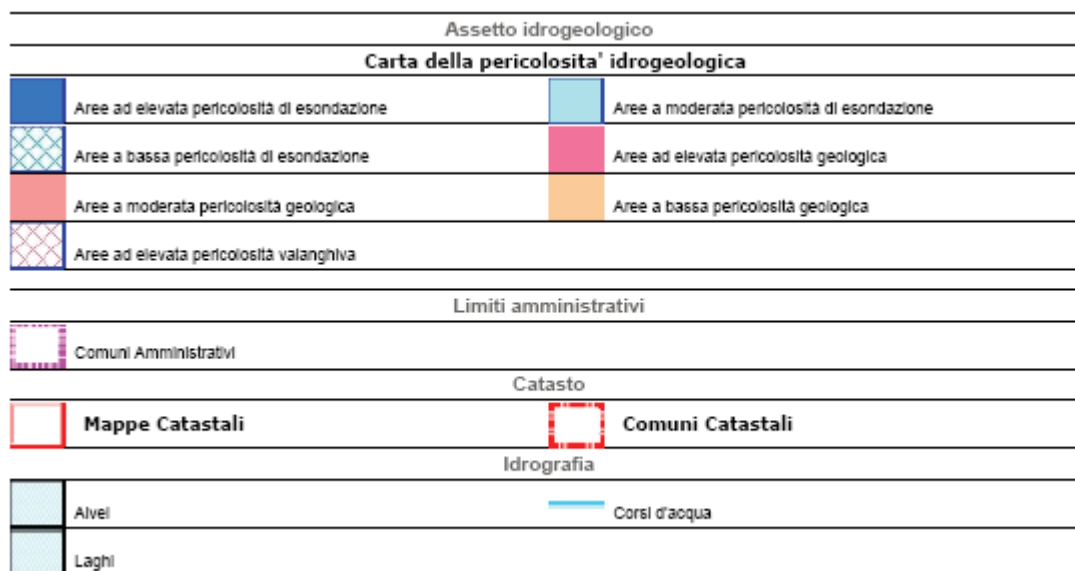 Assetto idrogeologico
Carta della pericolosita' idrogeologica
Aree ad elevata pericolosità di esondazione
Aree a moderata pericolosità di esondazione
Aree a bassa pericolosità di esondazione
Aree ad elevata pericolosità geologica
Aree a moderata pericolosità geologica
Aree a bassa pericolosità geologica
Aree ad elevata pericolosità valanghiva
Limiti amministrativi
Comuni Amministrativi
Catasto
Mappe Catastali
Comuni Catastali
Idrografia
Alvei
Corsi d'acqua
Laghi